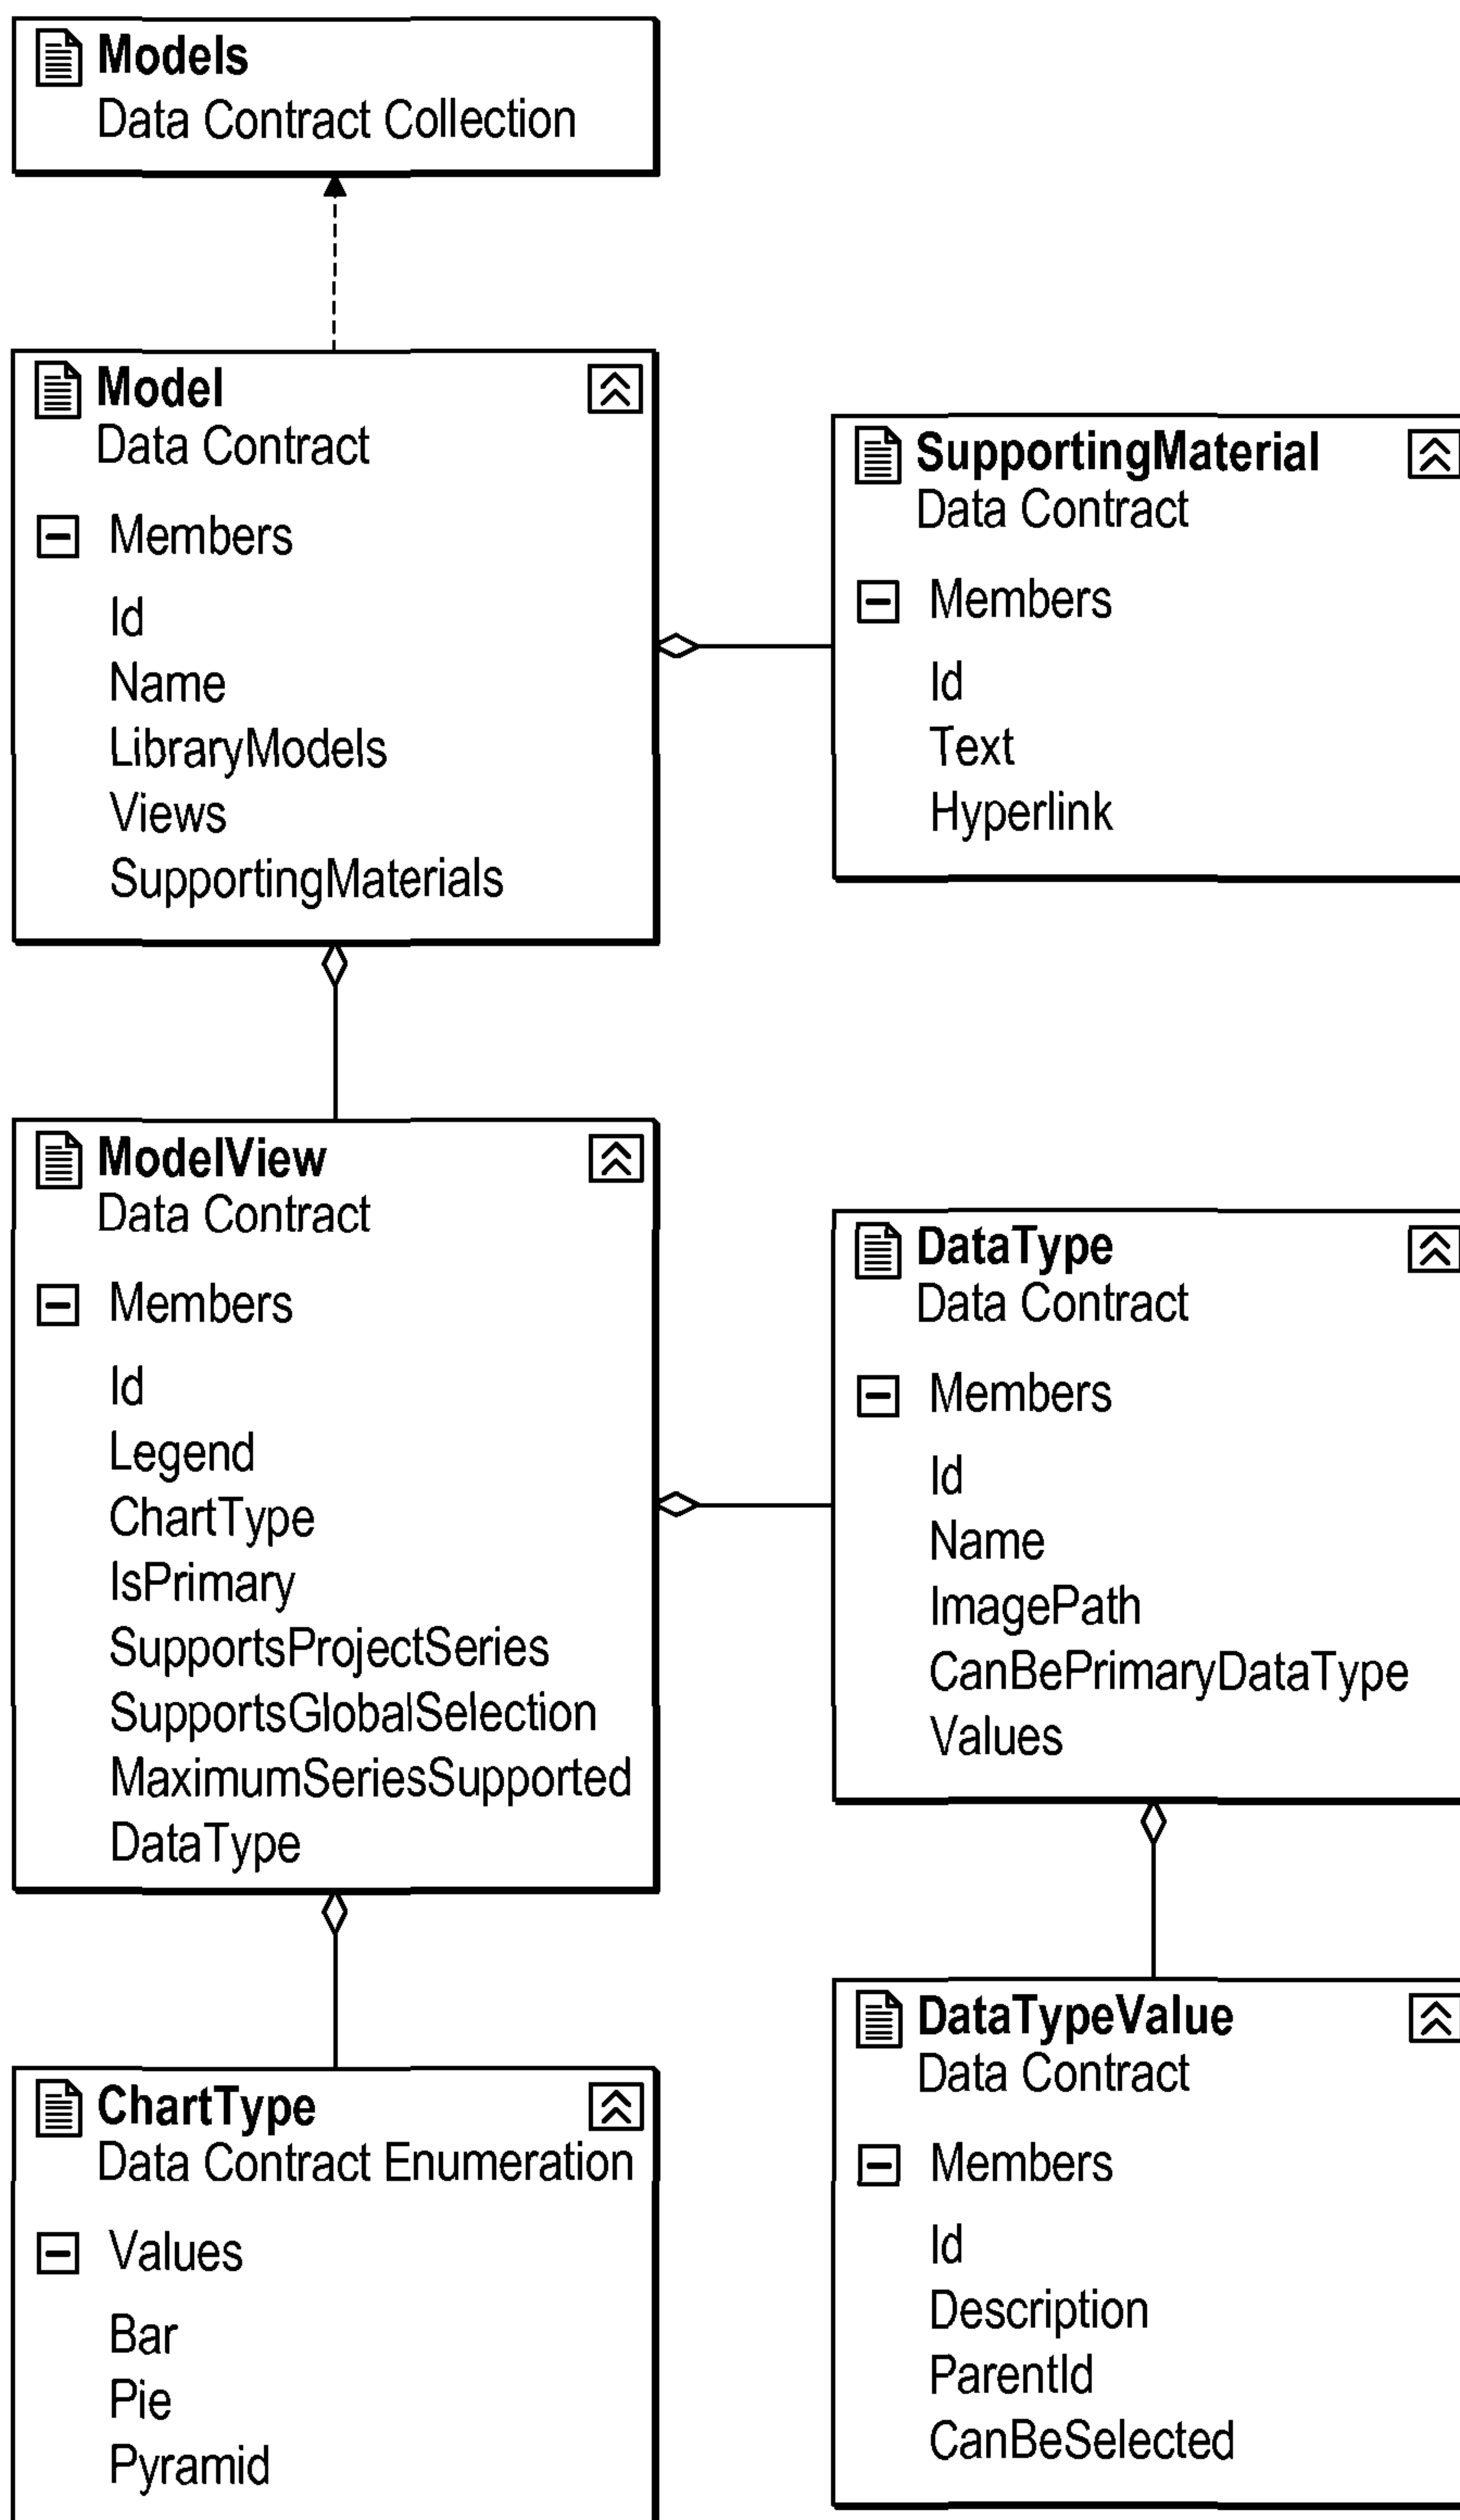 Models
Data Contract Collection
Model
Data Contract
Members
Id
Name
LibraryModels
Views
SupportingMaterials
SupportingMaterial
Data Contract
Members
Id
Text
Hyperlink
ModelView
Data Contract
Members
Id
Legend
ChartType
IsPrimary
SupportsProjectSeries
SupportsGlobalSelection
MaximumSeriesSupported
DataType
DataType
Data Contract
Members
Id
Name
ImagePath
CanBePrimaryDataType
Values
ChartType
Data Contract Enumeration
Values
Bar
Pie
Pyramid
DataTypeValue
Data Contract
Members
Id
Description
ParentId
CanBeSelected